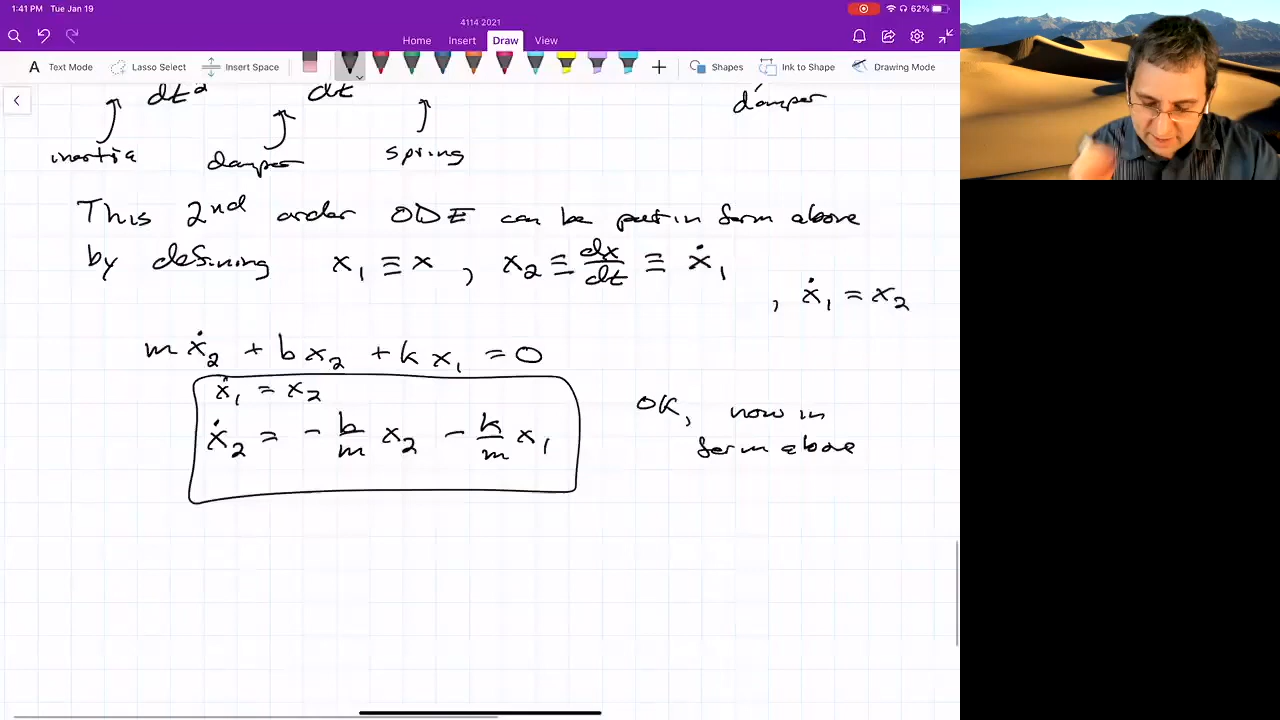 1:41 PM Tue Jan 19
62%
4114 2021
Home Insert Draw View
Text Mode Lasso Select Insert Space Shapes Ink to Shape Drawing Mode
dt² dt
damper
inertia damper spring
This 2nd order ODE can be put in form above
by defining x₁ ≡ x , x₂ ≡ dx/dt ≡ ẋ₁
, ẋ₁ = x₂
m ẋ₂ + b x₂ + k x₁ = 0
ẋ₁ = x₂
OK, now in
ẋ₂ = - b/m x₂ - k/m x₁
form above